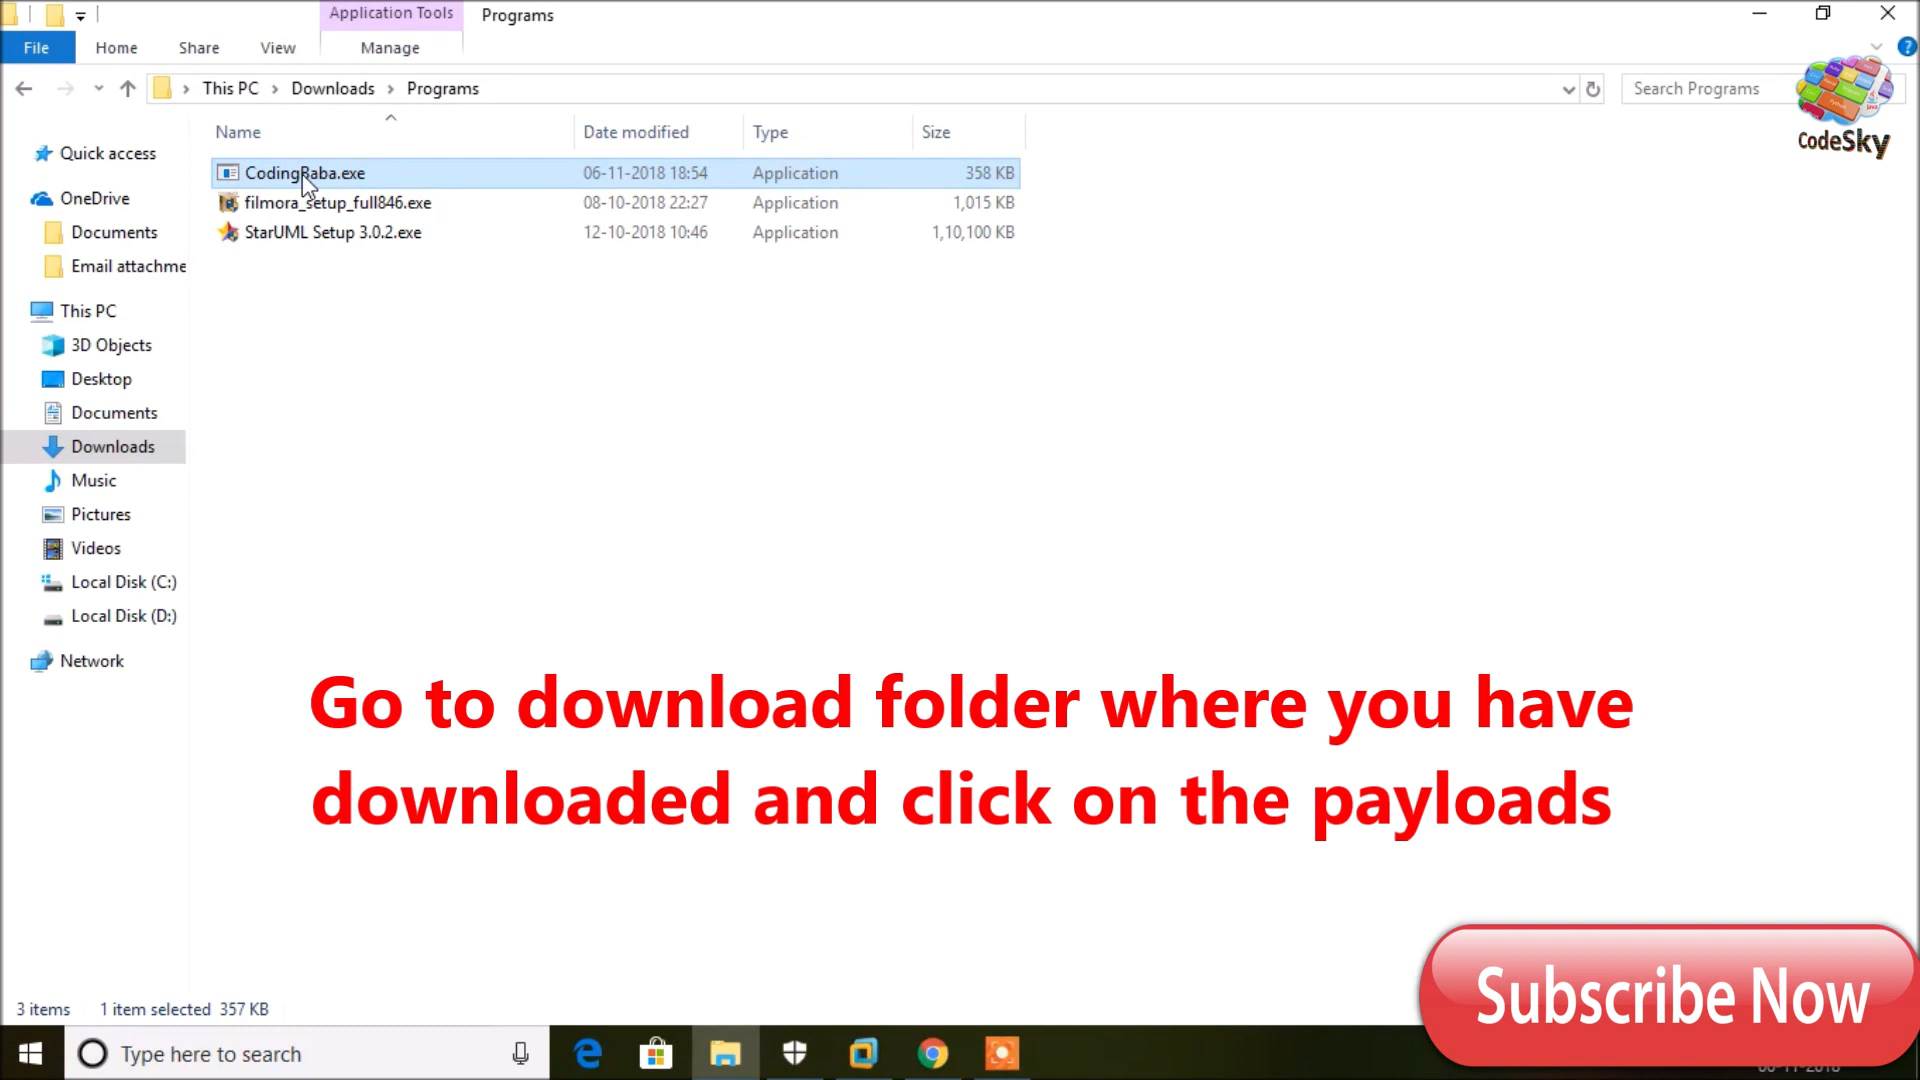 Application Tools
Programs
File
Home
Share
View
Manage
This PC
Downloads
Programs
Search Programs
CodeSky
Name
Date modified
Type
Size
CodingRaba.exe
06-11-2018 18:54
Application
358 KB
filmora_setup_full846.exe
08-10-2018 22:27
Application
1,015 KB
StarUML Setup 3.0.2.exe
12-10-2018 10:46
Application
1,10,100 KB
Quick access
OneDrive
Documents
Email attachme
This PC
3D Objects
Desktop
Documents
Downloads
Music
Pictures
Videos
Local Disk (C:)
Local Disk (D:)
Network
Go to download folder where you have
downloaded and click on the payloads
Subscribe Now
3 items
1 item selected 357 KB
Type here to search